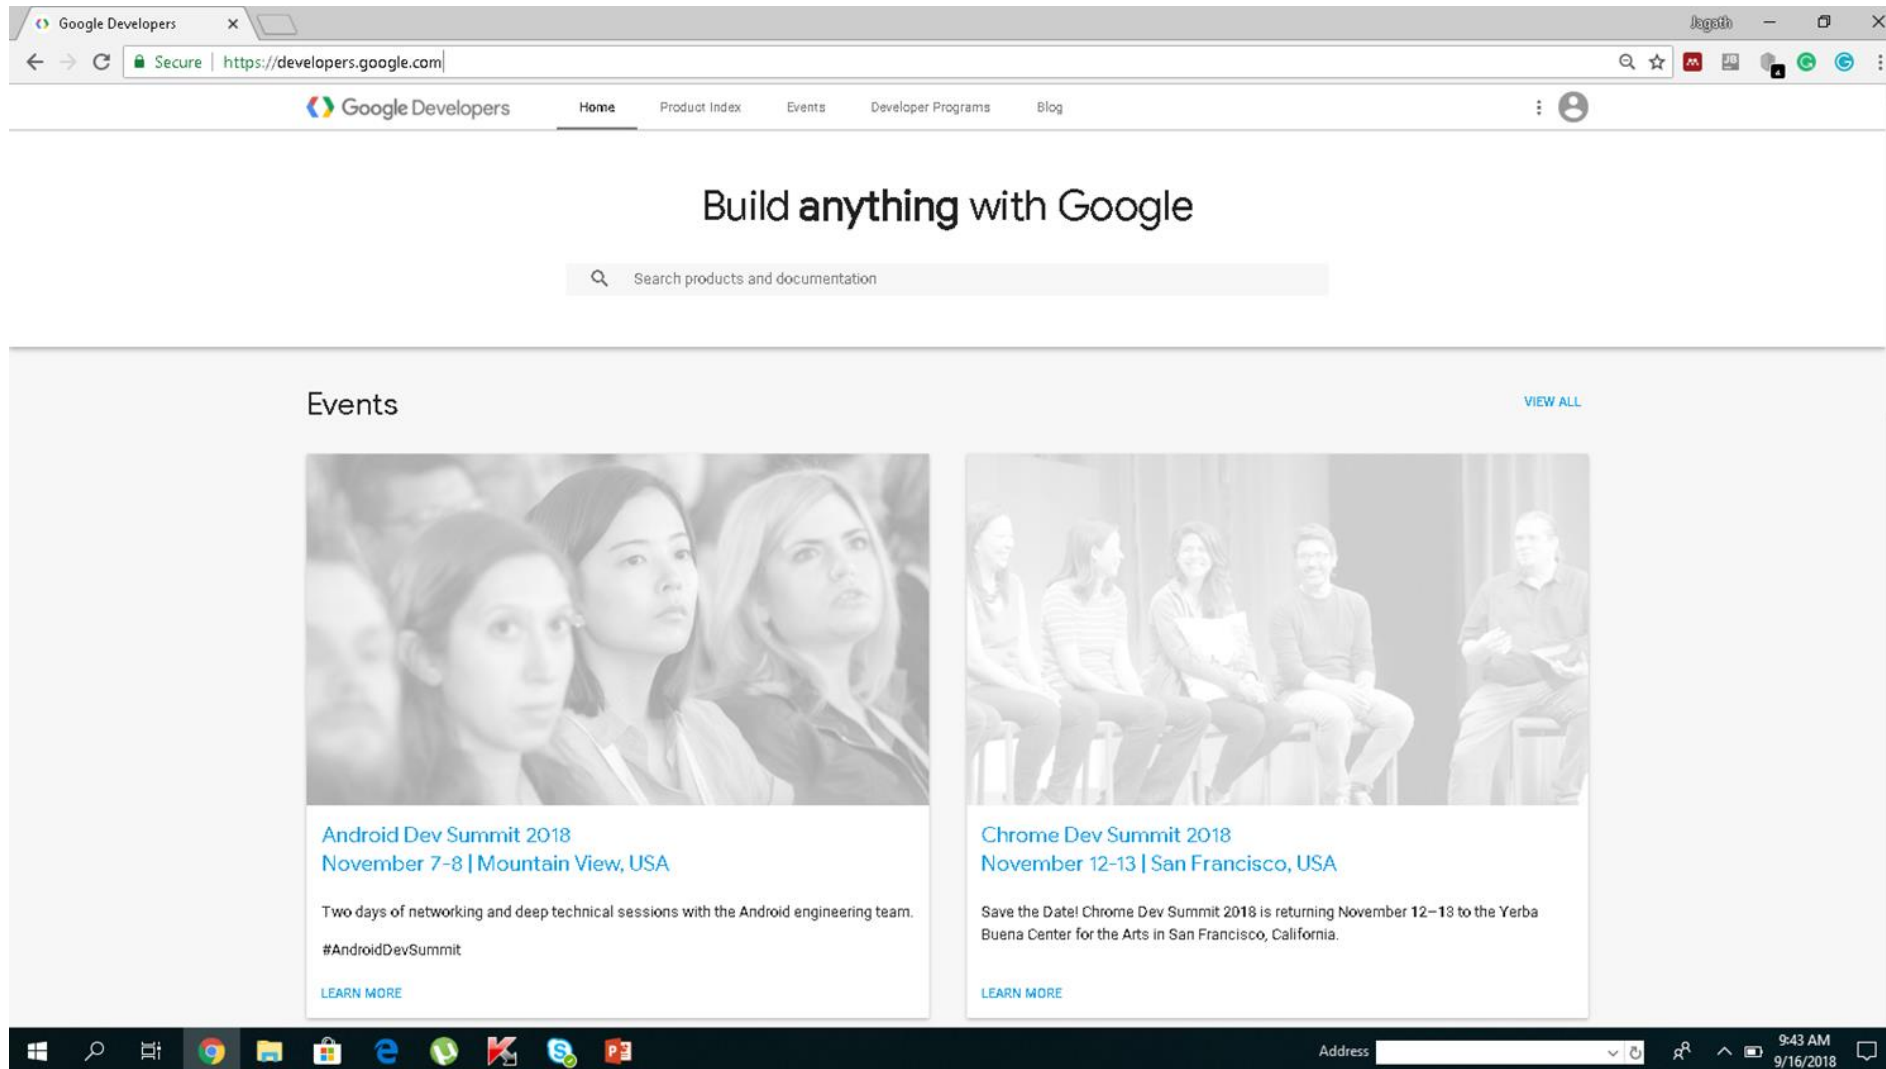 Google Developers
Jagath
Secure | https://developers.google.com
Google Developers Home Product Index Events Developer Programs Blog
Build anything with Google
Search products and documentation
Events VIEW ALL
Android Dev Summit 2018
November 7-8 | Mountain View, USA
Two days of networking and deep technical sessions with the Android engineering team.
#AndroidDevSummit
LEARN MORE
Chrome Dev Summit 2018
November 12-13 | San Francisco, USA
Save the Date! Chrome Dev Summit 2018 is returning November 12–13 to the Yerba
Buena Center for the Arts in San Francisco, California.
LEARN MORE
Address
9:43 AM
9/16/2018